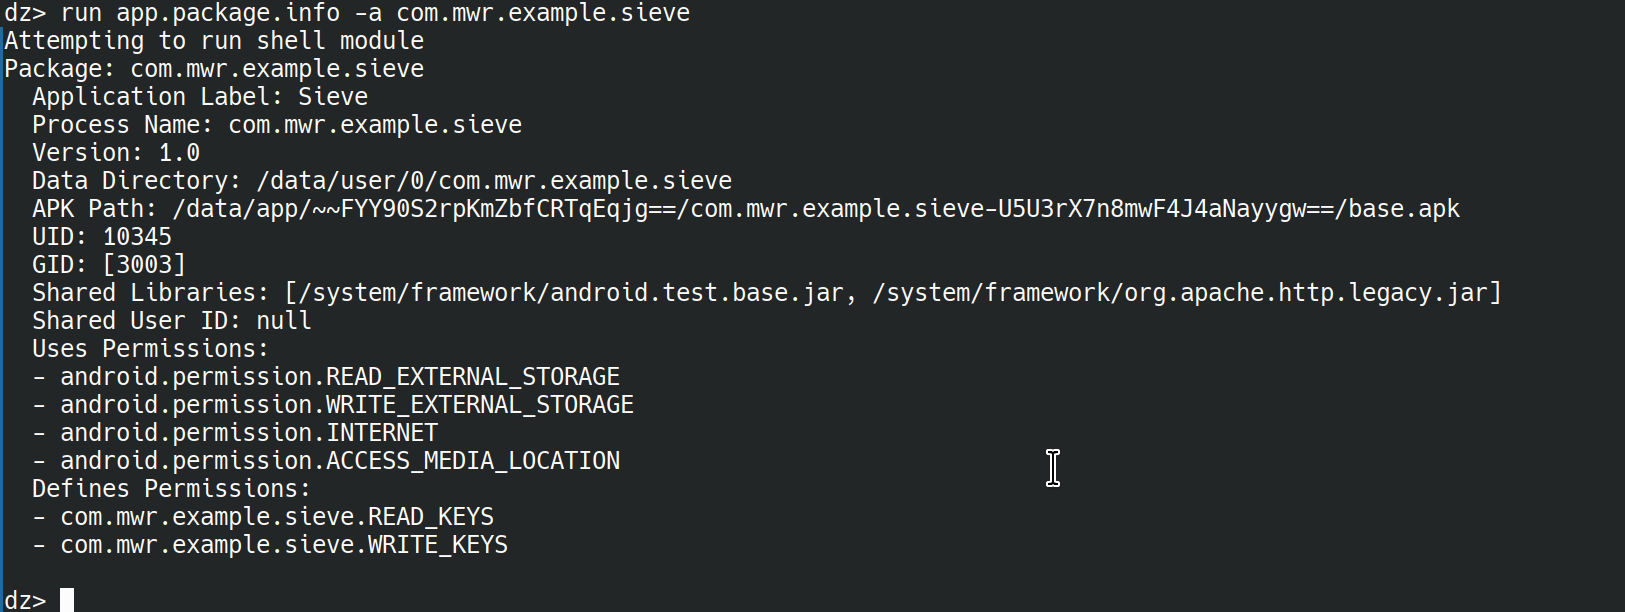 dz> run app.package.info -a com.mwr.example.sieve
Attempting to run shell module
Package: com.mwr.example.sieve
  Application Label: Sieve
  Process Name: com.mwr.example.sieve
  Version: 1.0
  Data Directory: /data/user/0/com.mwr.example.sieve
  APK Path: /data/app/~~FYY90S2rpKmZbfCRTqEqjg==/com.mwr.example.sieve-U5U3rX7n8mwF4J4aNayygw==/base.apk
  UID: 10345
  GID: [3003]
  Shared Libraries: [/system/framework/android.test.base.jar, /system/framework/org.apache.http.legacy.jar]
  Shared User ID: null
  Uses Permissions:
  - android.permission.READ_EXTERNAL_STORAGE
  - android.permission.WRITE_EXTERNAL_STORAGE
  - android.permission.INTERNET
  - android.permission.ACCESS_MEDIA_LOCATION
  Defines Permissions:
  - com.mwr.example.sieve.READ_KEYS
  - com.mwr.example.sieve.WRITE_KEYS
dz>